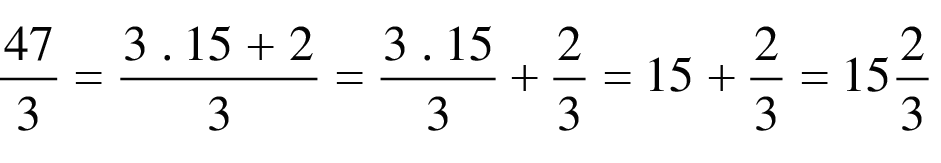 47/3 = (3 . 15 + 2)/3 = (3 . 15)/3 + 2/3 = 15 + 2/3 = 15 2/3